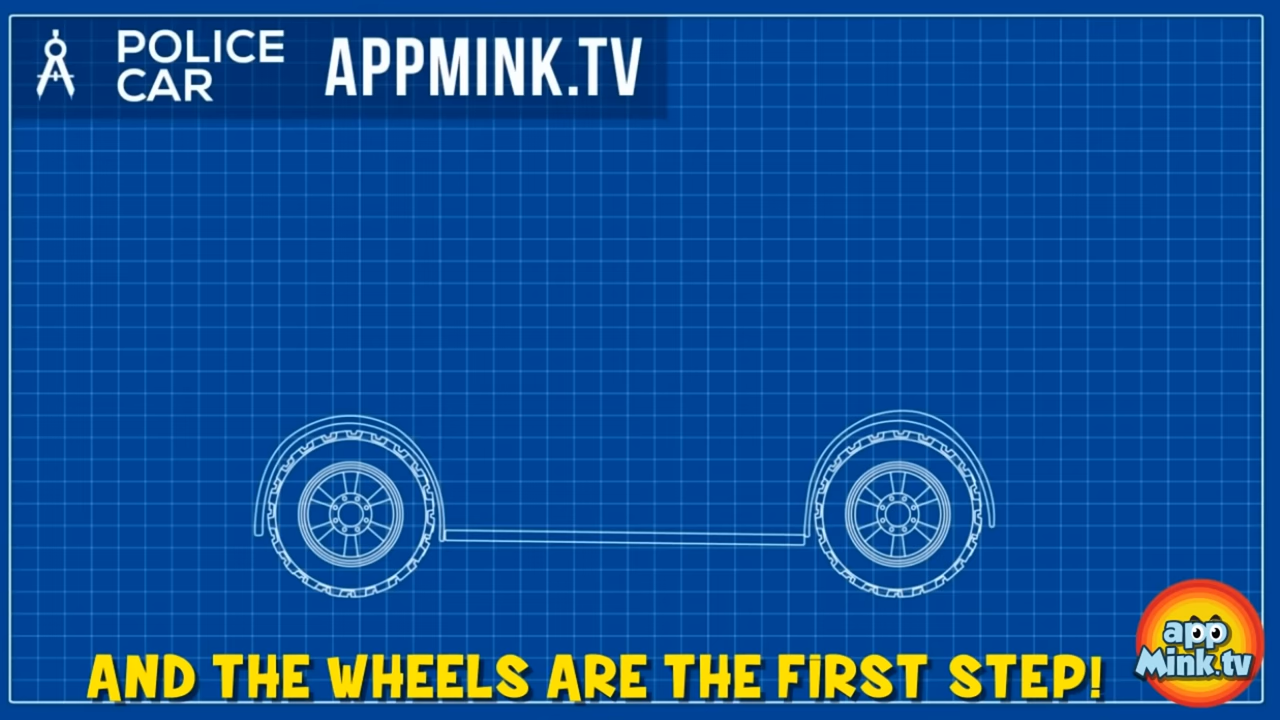 POLICE
CAR
APPMINK.TV
AND THE WHEELS ARE THE FIRST STEP!
app
Mink.tv